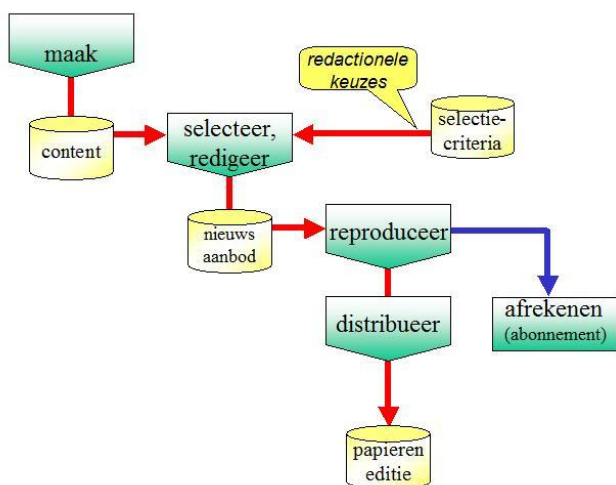 maak
redactionele
keuzes
content
selecteer,
redigeer
selectie-
criteria
nieuws
aanbod
reproduceer
distribueer
afrekenen
(abonnement)
papieren
editie